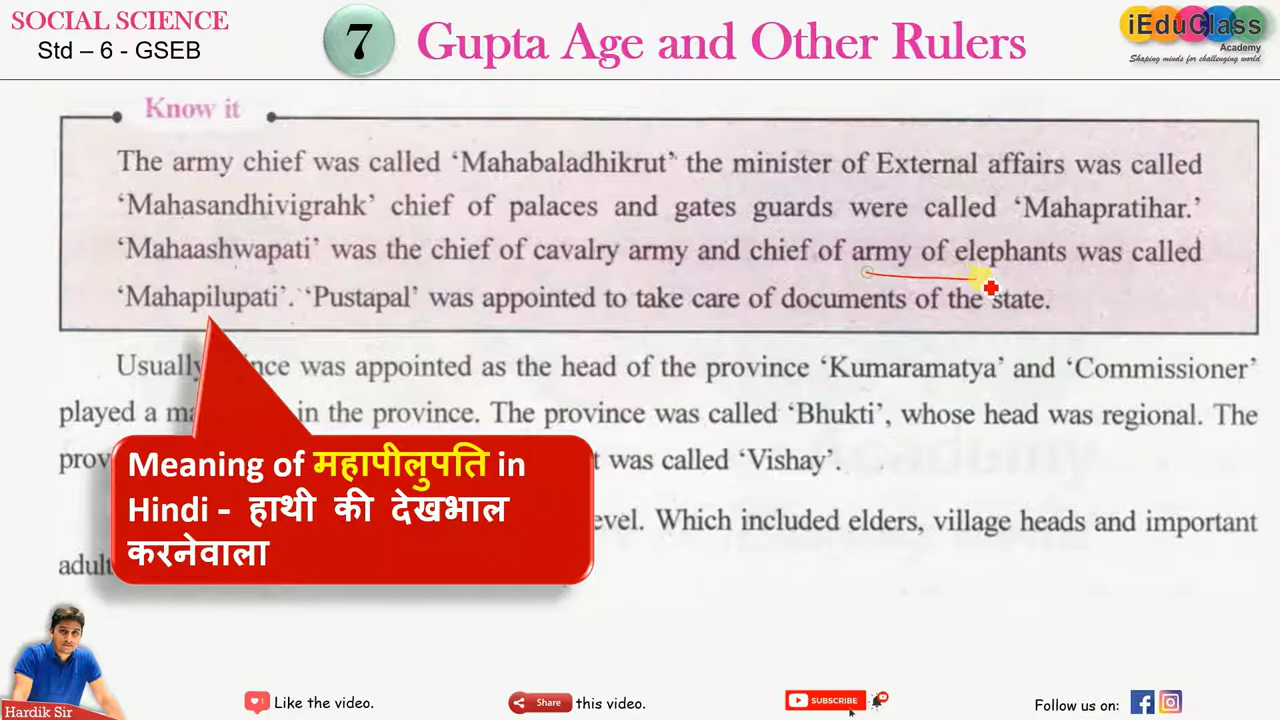 SOCIAL SCIENCE
Std – 6 - GSEB
7
Gupta Age and Other Rulers
iEduClass
Academy
Shaping minds for challenging world
Know it
The army chief was called ‘Mahabaladhikrut’ the minister of External affairs was called
‘Mahasandhivigrahk’ chief of palaces and gates guards were called ‘Mahapratihar.’
‘Mahaashwapati’ was the chief of cavalry army and chief of army of elephants was called
‘Mahapilupati’. ‘Pustapal’ was appointed to take care of documents of the state.
Usually was appointed as the head of the province ‘Kumaramatya’ and ‘Commissioner’
played a in the province. The province was called ‘Bhukti’, whose head was regional. The
was called ‘Vishay’.
Which included elders, village heads and important
Meaning of महापीलुपति in
Hindi - हाथी की देखभाल
करनेवाला
Hardik Sir
Like the video.
Share this video.
SUBSCRIBE
Follow us on: